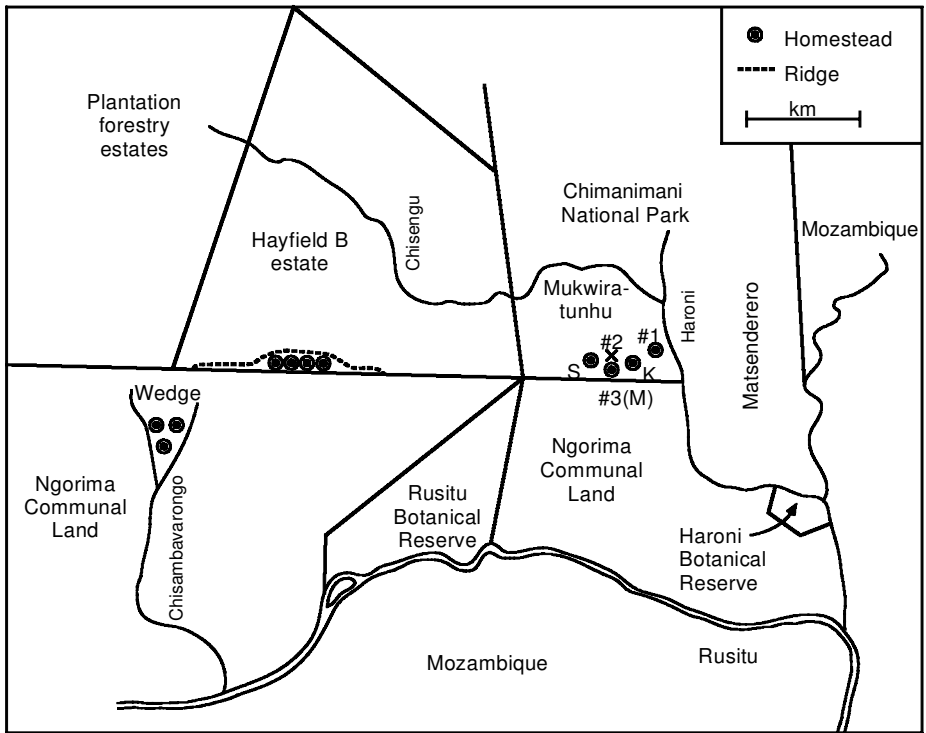 Homestead
Ridge
km
Plantation
forestry
estates
Chimanimani
National Park
Mozambique
Hayfield B
estate
Chisengu
Mukwira-
tunhu
Haroni
Matsenderero
#1
#2
S
K
#3(M)
Wedge
Ngorima
Communal
Land
Chisambavarongo
Rusitu
Botanical
Reserve
Ngorima
Communal
Land
Haroni
Botanical
Reserve
Mozambique
Rusitu